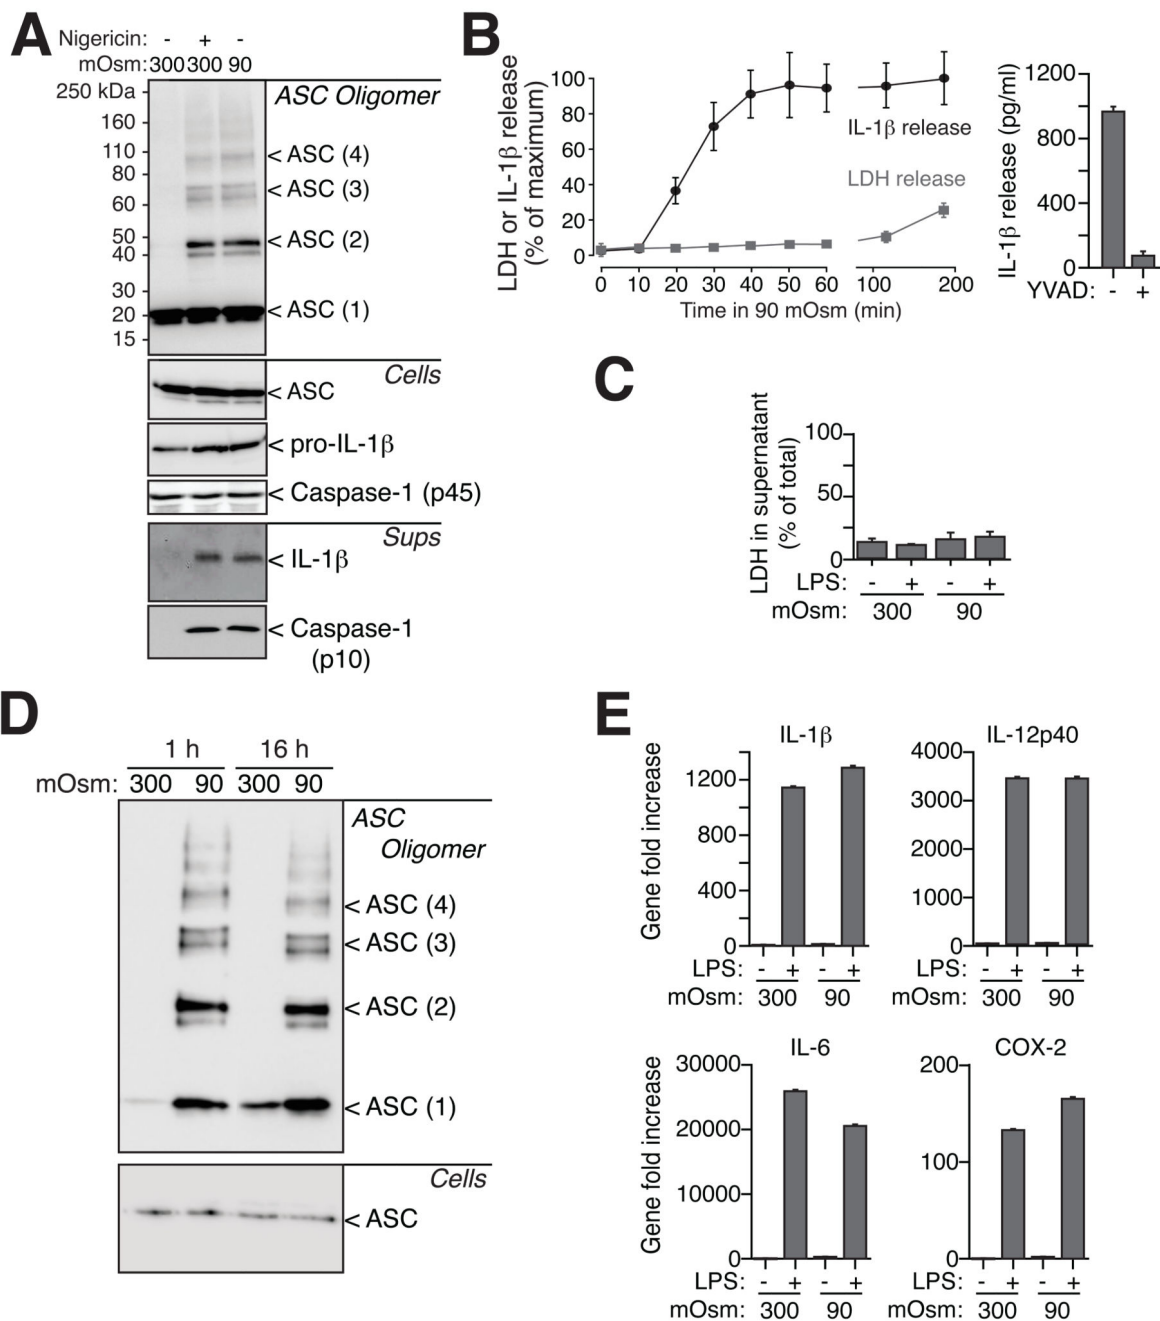 A
Nigericin: - + -
mOsm: 300 300 90
250 kDa
160
110
80
60
50
40
30
20
15
ASC Oligomer
< ASC (4)
< ASC (3)
< ASC (2)
< ASC (1)
Cells
< ASC
< pro-IL-1β
< Caspase-1 (p45)
Sups
< IL-1β
< Caspase-1
(p10)
B
LDH or IL-1β release
(% of maximum)
100
80
60
40
20
0
IL-1β release
LDH release
0 10 20 30 40 50 60 100 200
Time in 90 mOsm (min)
IL-1β release (pg/ml)
1200
800
400
0
YVAD: - +
C
LDH in supernatant
(% of total)
100
50
0
LPS: - + - +
mOsm: 300 90
D
1 h 16 h
mOsm: 300 90 300 90
ASC
Oligomer
< ASC (4)
< ASC (3)
< ASC (2)
< ASC (1)
Cells
< ASC
E
IL-1β
Gene fold increase
1200
800
400
0
LPS: - + - +
mOsm: 300 90
IL-12p40
4000
3000
2000
1000
0
LPS: - + - +
mOsm: 300 90
IL-6
Gene fold increase
30000
20000
10000
0
LPS: - + - +
mOsm: 300 90
COX-2
200
100
0
LPS: - + - +
mOsm: 300 90